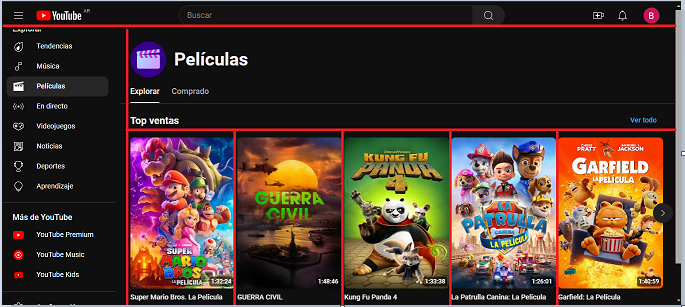 YouTube AR
Buscar
B
Explorar
Tendencias
Música
Películas
En directo
Videojuegos
Noticias
Deportes
Aprendizaje
Más de YouTube
YouTube Premium
YouTube Music
YouTube Kids
Películas
Explorar
Comprado
Top ventas
Ver todo
SUPER
MARIO
BROS.
LA PELÍCULA
1:32:24
Super Mario Bros. La Película
GUERRA
CIVIL
1:48:46
GUERRA CIVIL
DREAMWORKS
KUNG FU
PANDA
4
1:33:38
Kung Fu Panda 4
LA
PATRULLA
CANINA
LA PELÍCULA
1:26:01
La Patrulla Canina: La Película
CHRIS
PRATT
SAMUEL L.
JACKSON
GARFIELD
LA PELÍCULA
1:40:59
Garfield: La Película